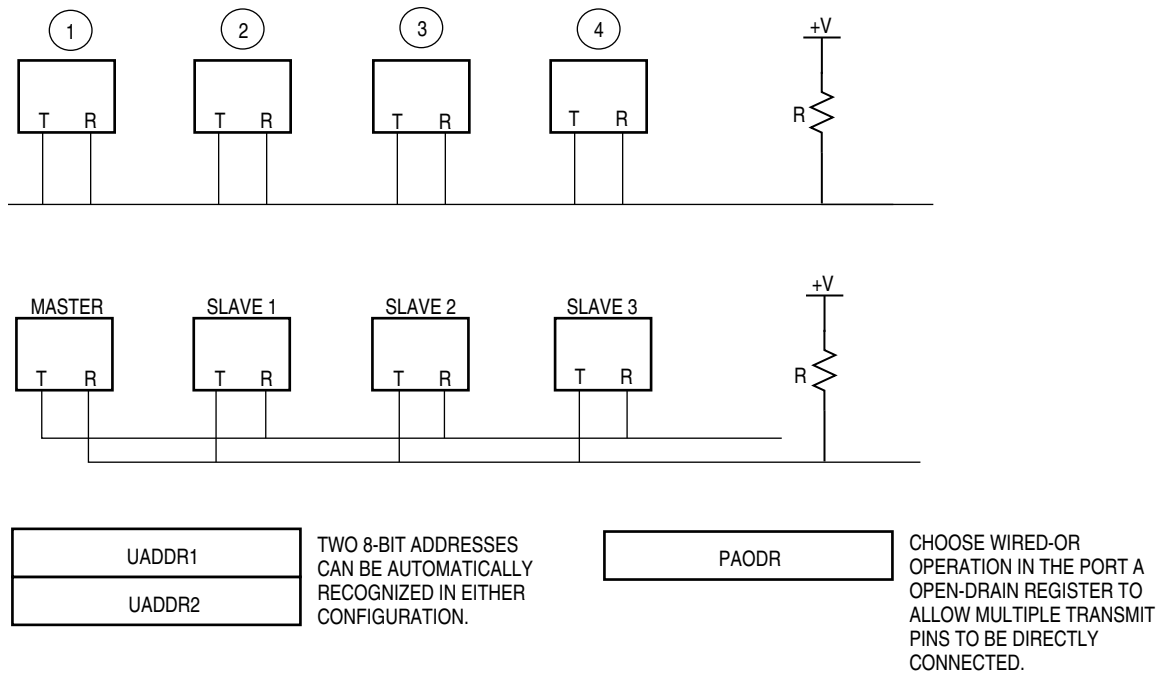 1 2 3 4
+V
T R T R T R T R
R
+V
MASTER SLAVE 1 SLAVE 2 SLAVE 3
T R T R T R T R
R
UADDR1
UADDR2
TWO 8-BIT ADDRESSES
CAN BE AUTOMATICALLY
RECOGNIZED IN EITHER
CONFIGURATION.
PAODR
CHOOSE WIRED-OR
OPERATION IN THE PORT A
OPEN-DRAIN REGISTER TO
ALLOW MULTIPLE TRANSMIT
PINS TO BE DIRECTLY
CONNECTED.